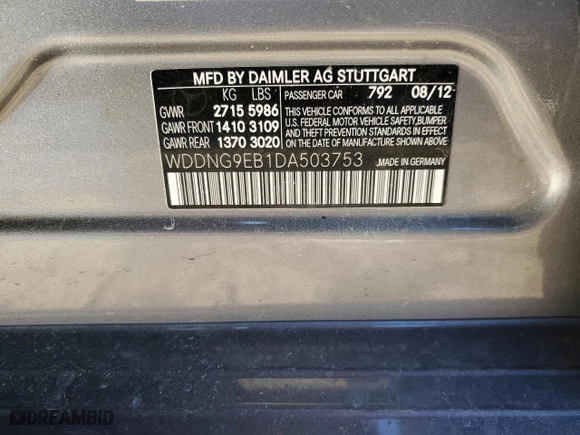 MFD BY DAIMLER AG STUTTGART
KG LBS PASSENGER CAR 792 08/12
GVWR 2715 5986 THIS VEHICLE CONFORMS TO ALL APPLICABLE
GAWR FRONT 1410 3109 U.S. FEDERAL MOTOR VEHICLE SAFETY, BUMPER
GAWR REAR 1370 3020 AND THEFT PREVENTION STANDARDS IN EFFECT ON THE DATE OF MANUFACTURE SHOWN ABOVE.
WDDNG9EB1DA503753 MADE IN GERMANY
DREAMBID